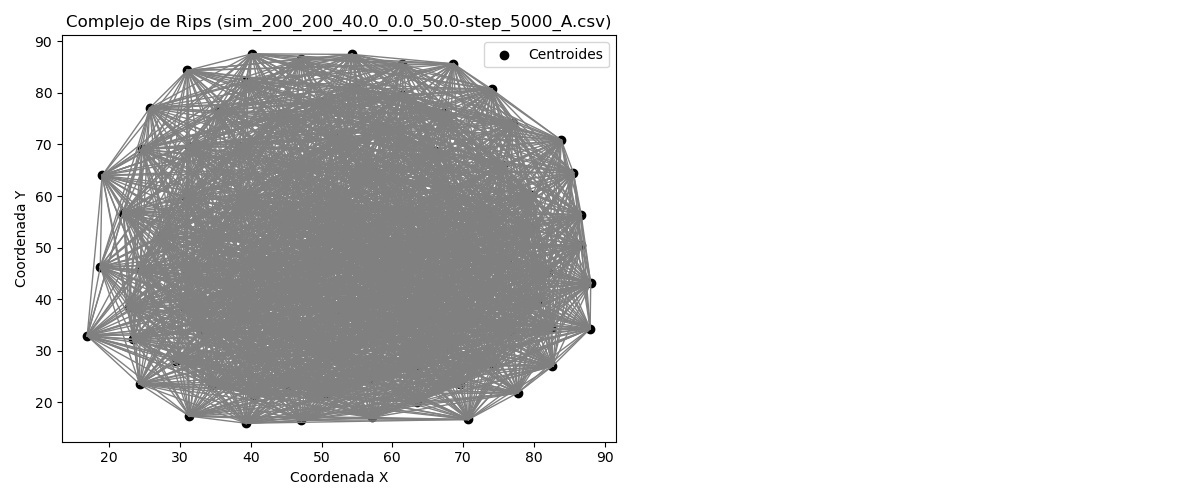 Complejo de Rips (sim_200_200_40.0_0.0_50.0-step_5000_A.csv)
90
80
70
60
50
40
30
20
Coordenada Y
Centroides
20 30 40 50 60 70 80 90
Coordenada X